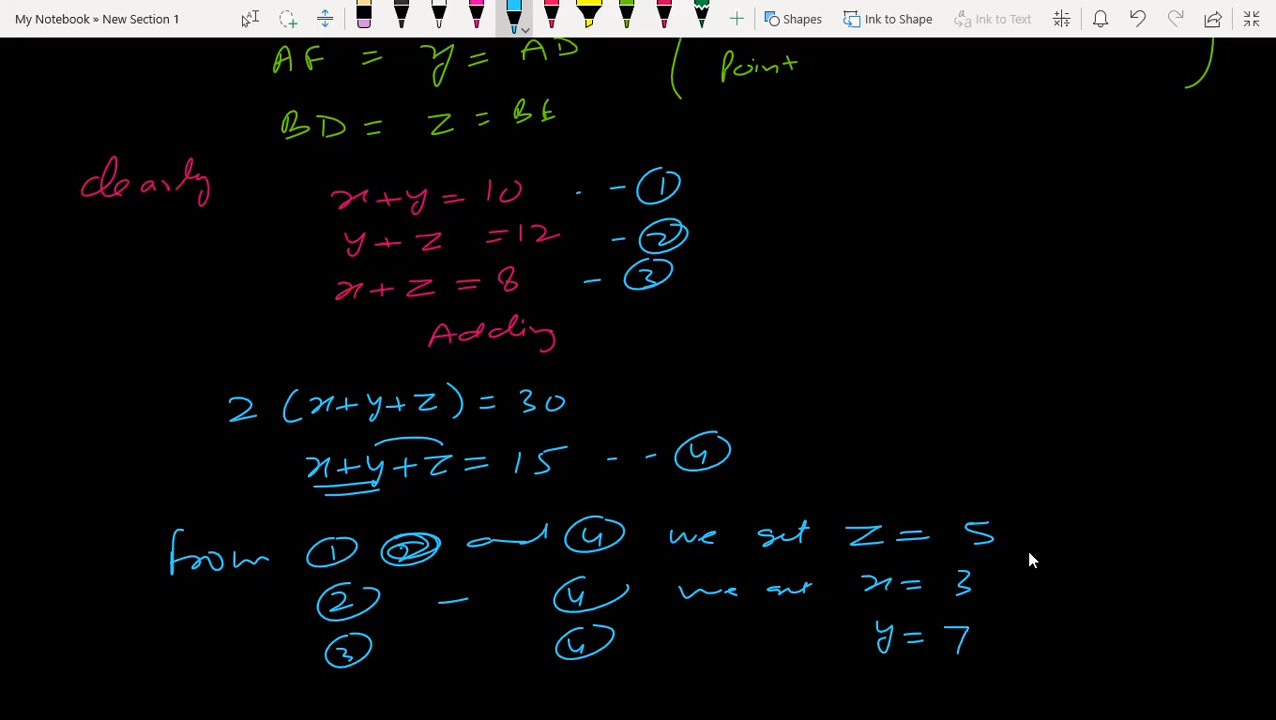 My Notebook » New Section 1
Shapes Ink to Shape Ink to Text
AF = y = AD ( Point )
BD = z = BE
Clearly
x+y = 10 - - ①
y+z = 12 - ②
x+z = 8 - ③
Adding
2 (x+y+z) = 30
x+y+z = 15 - - ④
from ① and ④ we get z = 5
② - ④ we get x = 3
③ ④ y = 7